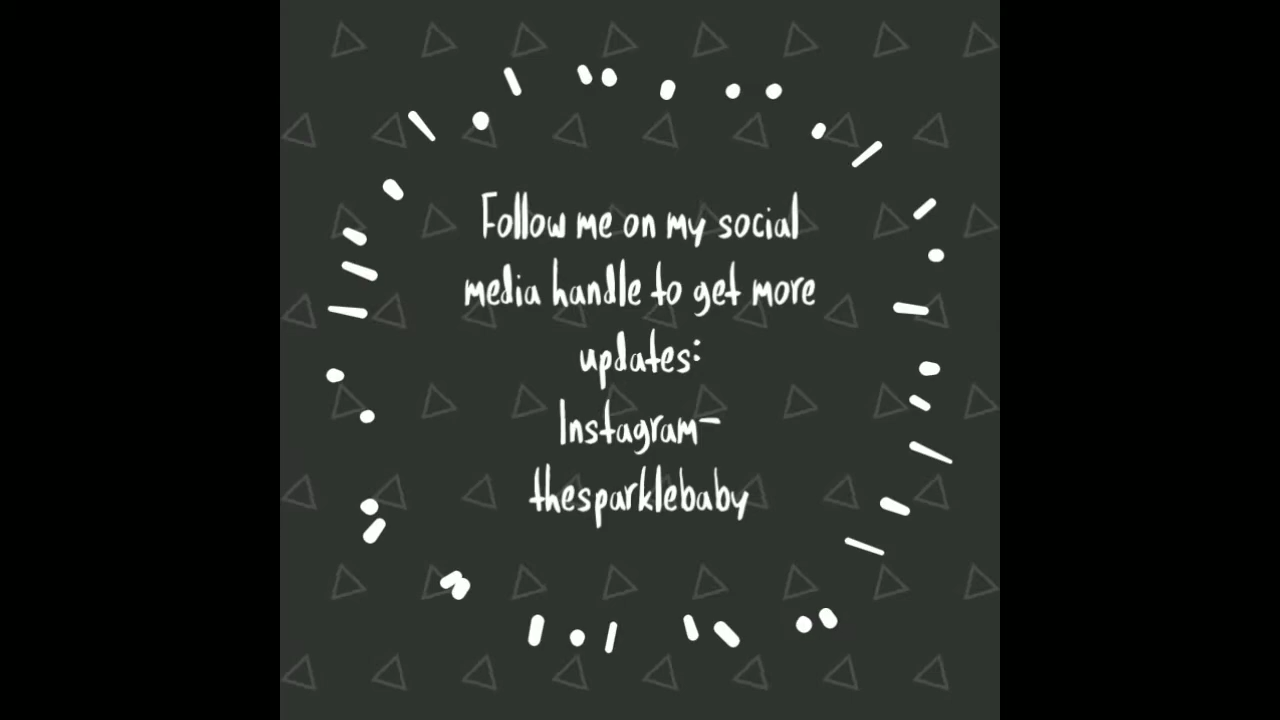 Follow me on my social
media handle to get more
updates:
Instagram-
thesparklebaby